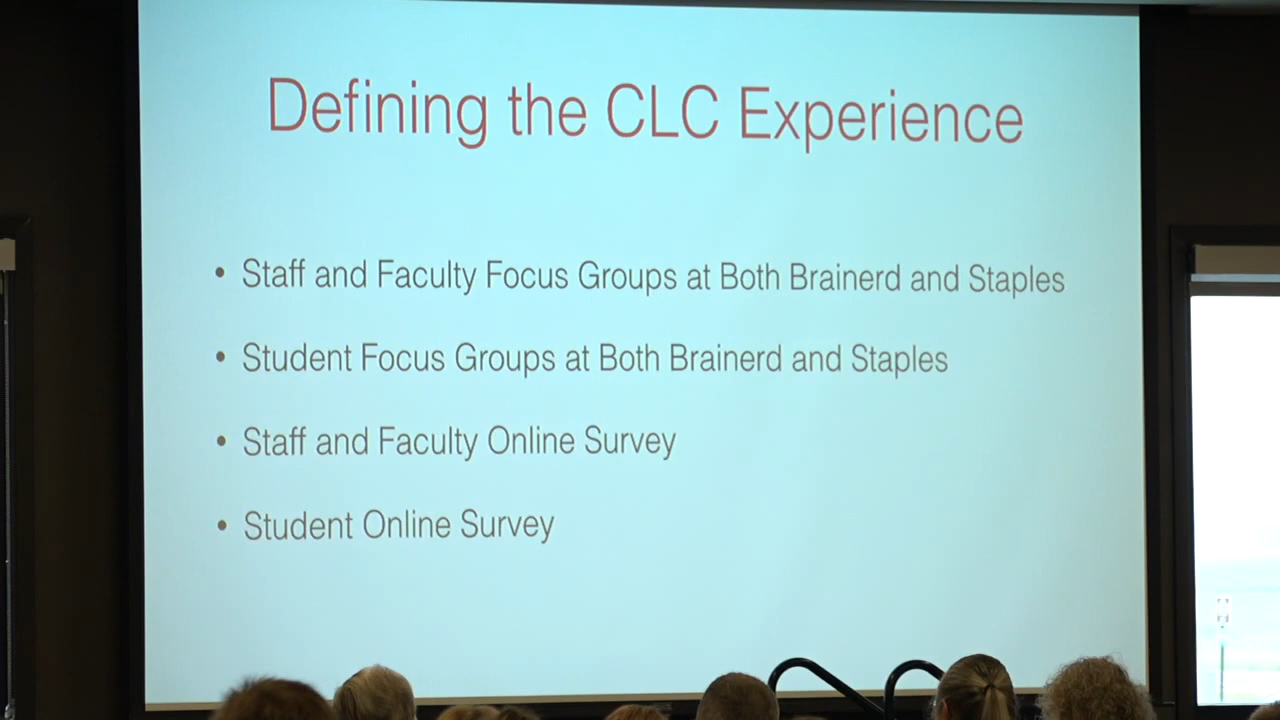 Defining the CLC Experience
• Staff and Faculty Focus Groups at Both Brainerd and Staples
• Student Focus Groups at Both Brainerd and Staples
• Staff and Faculty Online Survey
• Student Online Survey